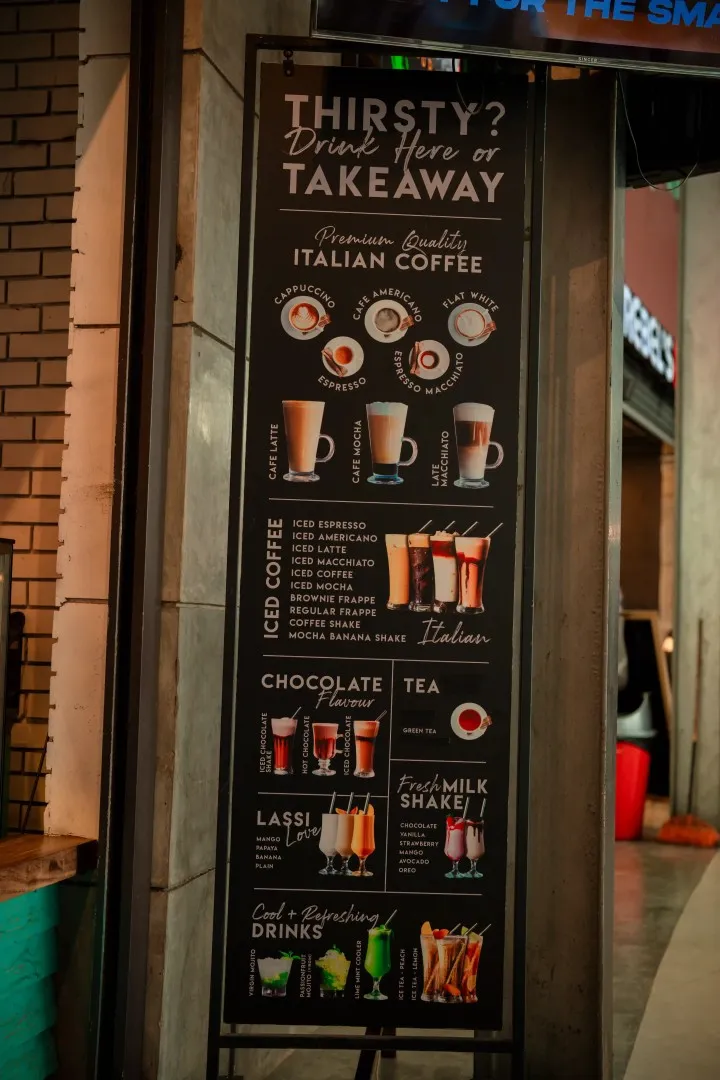 FOR THE SMA
SINGER
THIRSTY?
Drink Here or
TAKEAWAY
Premium Quality
ITALIAN COFFEE
CAPPUCCINO
CAFE AMERICANO
FLAT WHITE
ESPRESSO
ESPRESSO MACCHIATO
CAFE LATTE
CAFE MOCHA
LATE
MACCHIATO
ICED COFFEE
ICED ESPRESSO
ICED AMERICANO
ICED LATTE
ICED MACCHIATO
ICED COFFEE
ICED MOCHA
BROWNIE FRAPPE
REGULAR FRAPPE
COFFEE SHAKE
MOCHA BANANA SHAKE
Italian
CHOCOLATE
Flavour
ICED CHOCOLATE
SHAKE
HOT CHOCOLATE
ICED CHOCOLATE
TEA
GREEN TEA
LASSI
Love
MANGO
PAPAYA
BANANA
PLAIN
Fresh MILK
SHAKE
CHOCOLATE
VANILLA
STRAWBERRY
MANGO
AVOCADO
OREO
Cool + Refreshing
DRINKS
VIRGIN MOJITO
PASSIONFRUIT
MOJITO
LIME MINT COOLER
ICE TEA - PEACH
ICE TEA - LEMON